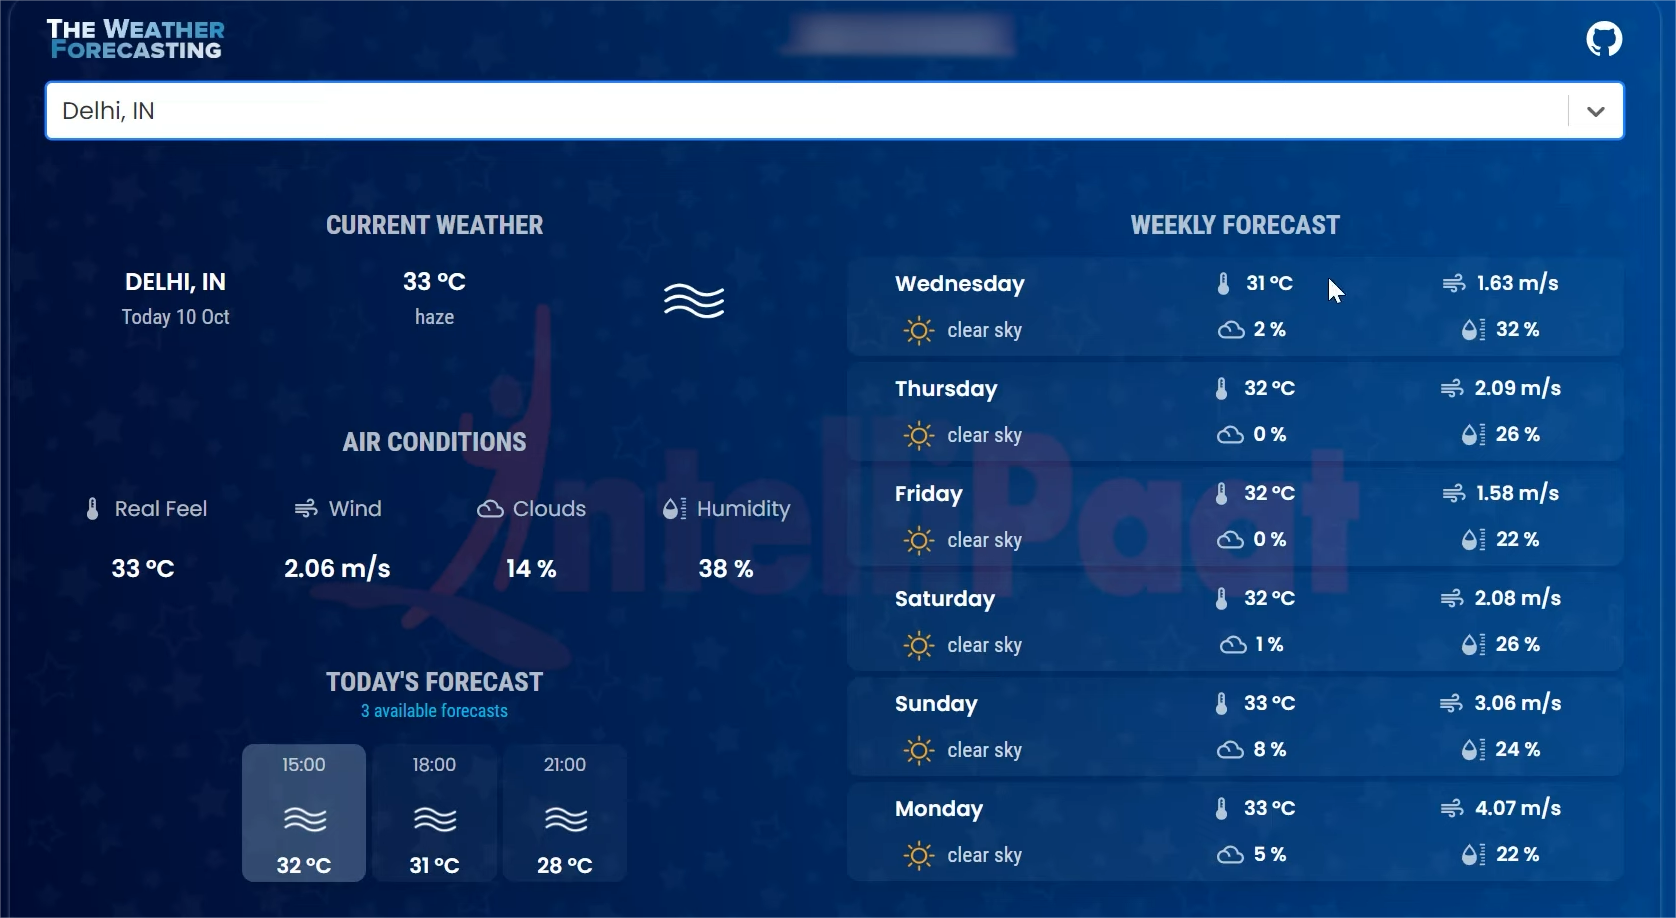 THE WEATHER
FORECASTING
Delhi, IN
CURRENT WEATHER
DELHI, IN
Today 10 Oct
33 °C
haze
AIR CONDITIONS
Real Feel
33 °C
Wind
2.06 m/s
Clouds
14 %
Humidity
38 %
TODAY'S FORECAST
3 available forecasts
15:00
32 °C
18:00
31 °C
21:00
28 °C
WEEKLY FORECAST
Wednesday 31 °C 1.63 m/s
clear sky 2 % 32 %
Thursday 32 °C 2.09 m/s
clear sky 0 % 26 %
Friday 32 °C 1.58 m/s
clear sky 0 % 22 %
Saturday 32 °C 2.08 m/s
clear sky 1 % 26 %
Sunday 33 °C 3.06 m/s
clear sky 8 % 24 %
Monday 33 °C 4.07 m/s
clear sky 5 % 22 %
IntelliPaat